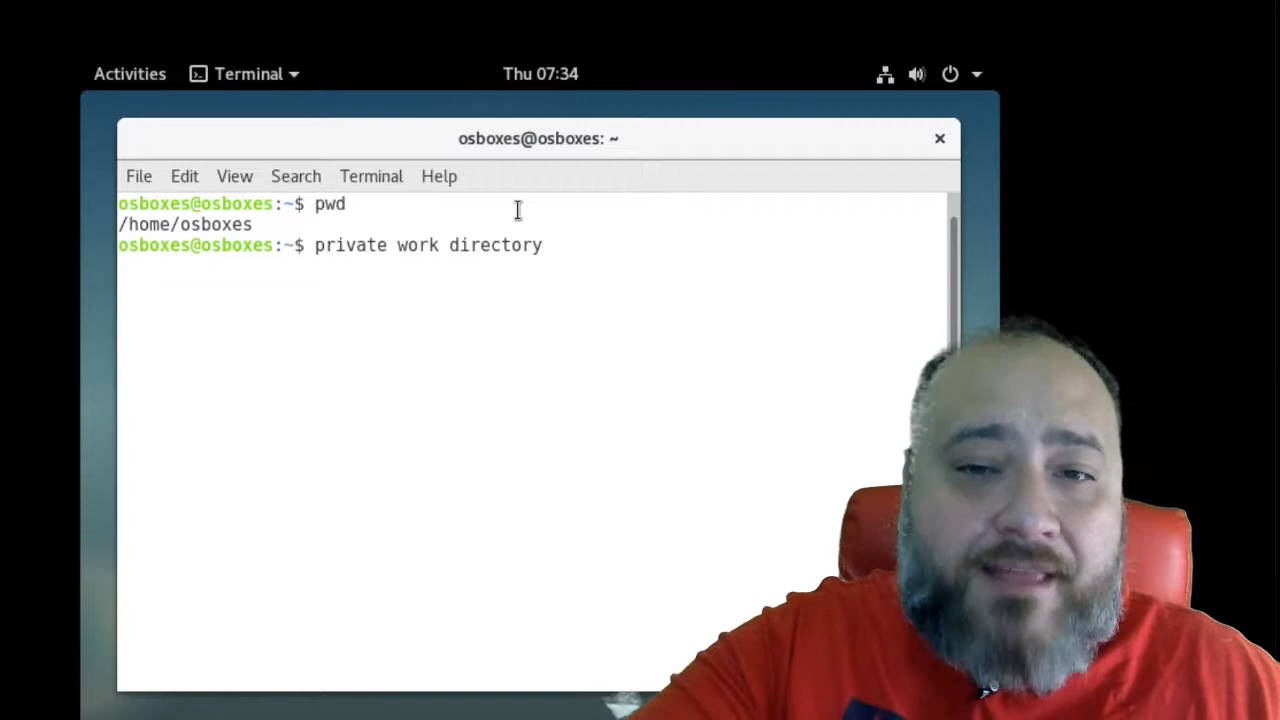 Activities Terminal Thu 07:34
osboxes@osboxes: ~
File Edit View Search Terminal Help
osboxes@osboxes:~$ pwd
/home/osboxes
osboxes@osboxes:~$ private work directory